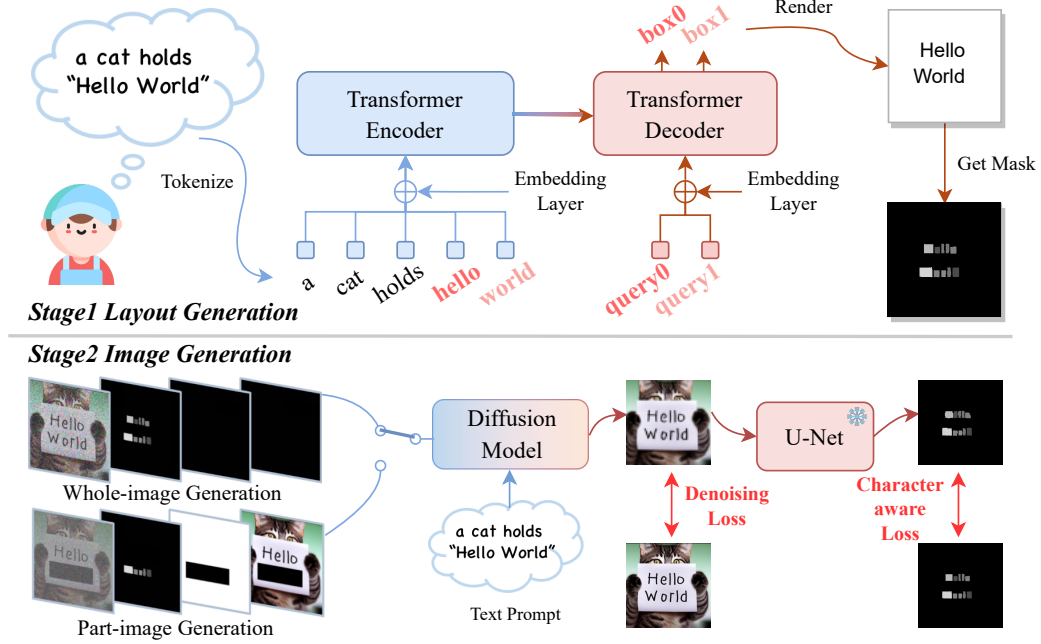 a cat holds
"Hello World"
Tokenize
Transformer
Encoder
Embedding
Layer
a
cat
holds
hello
world
box0
box1
Transformer
Decoder
Embedding
Layer
query0
query1
Render
Hello
World
Get Mask
Stage1 Layout Generation
Stage2 Image Generation
Hello
World
Whole-image Generation
Hello
Part-image Generation
Hello
Diffusion
Model
a cat holds
"Hello World"
Text Prompt
Hello
World
Denoising
Loss
Hello
World
U-Net
Character
aware
Loss